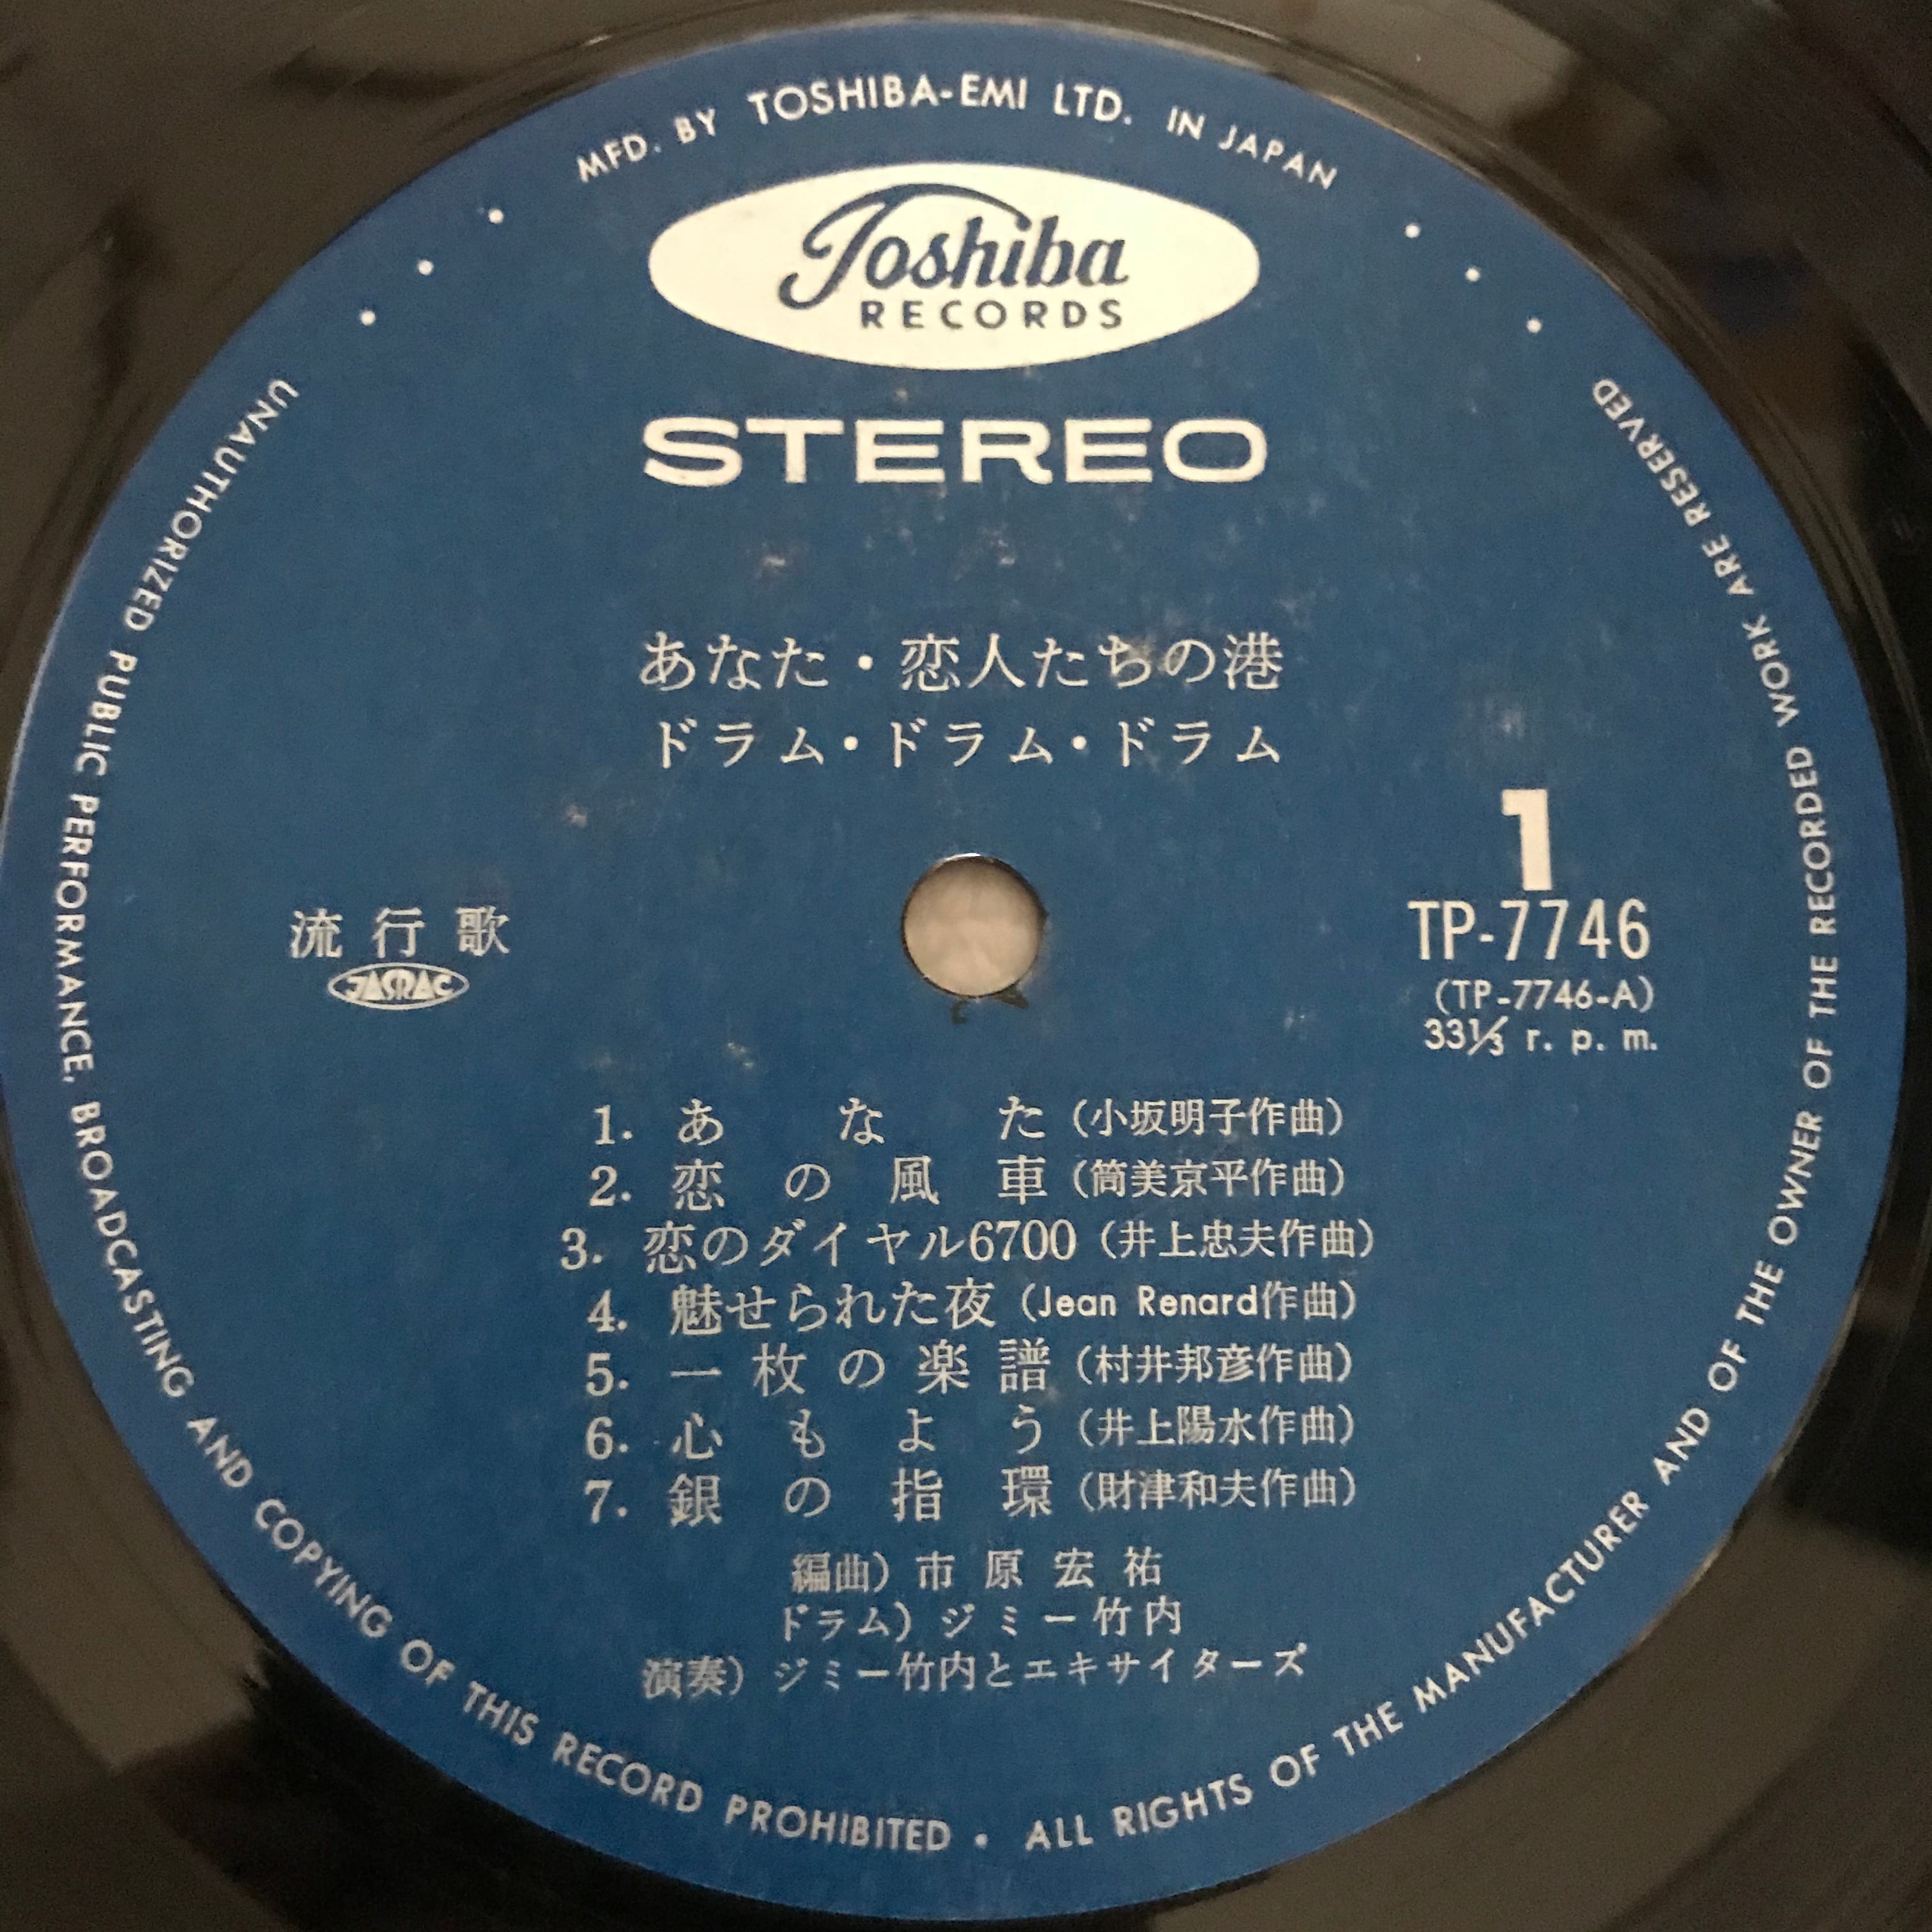 MFD. BY TOSHIBA-EMI LTD. IN JAPAN
Toshiba
RECORDS
STEREO
あなた・恋人たちの港
ドラム・ドラム・ドラム
1
流行歌
JASRAC
TP-7746
(TP-7746-A)
33⅓ r. p. m.
1. あなた (小坂明子作曲)
2. 恋の風車 (筒美京平作曲)
3. 恋のダイヤル6700 (井上忠夫作曲)
4. 魅せられた夜 (Jean Renard作曲)
5. 一枚の楽譜 (村井邦彦作曲)
6. 心もよう (井上陽水作曲)
7. 銀の指環 (財津和夫作曲)
編曲) 市原宏祐
ドラム) ジミー竹内
演奏) ジミー竹内とエキサイターズ
UNAUTHORIZED PUBLIC PERFORMANCE, BROADCASTING AND COPYING OF THIS RECORD PROHIBITED • ALL RIGHTS OF THE MANUFACTURER AND OF THE OWNER OF THE RECORDED WORK ARE RESERVED